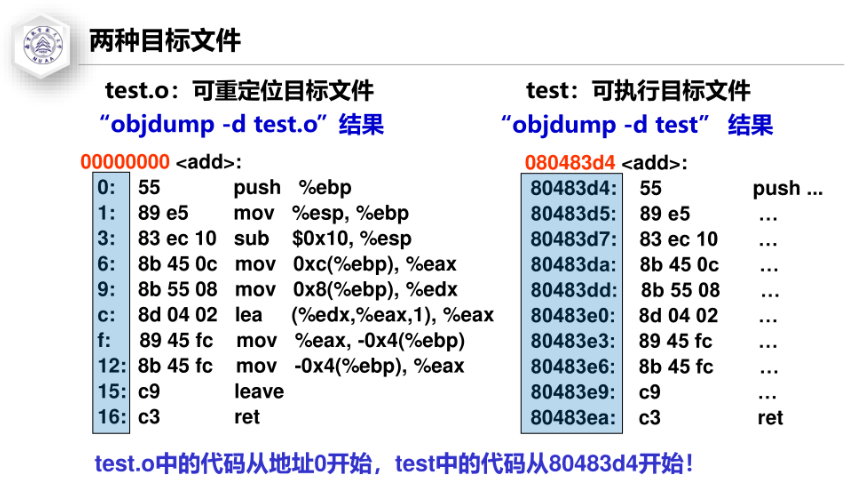 两种目标文件
test.o：可重定位目标文件
“objdump -d test.o”结果
00000000 <add>:
0: 55 push %ebp
1: 89 e5 mov %esp, %ebp
3: 83 ec 10 sub $0x10, %esp
6: 8b 45 0c mov 0xc(%ebp), %eax
9: 8b 55 08 mov 0x8(%ebp), %edx
c: 8d 04 02 lea (%edx,%eax,1), %eax
f: 89 45 fc mov %eax, -0x4(%ebp)
12: 8b 45 fc mov -0x4(%ebp), %eax
15: c9 leave
16: c3 ret
test：可执行目标文件
“objdump -d test” 结果
080483d4 <add>:
80483d4: 55 push ...
80483d5: 89 e5 …
80483d7: 83 ec 10 …
80483da: 8b 45 0c …
80483dd: 8b 55 08 …
80483e0: 8d 04 02 …
80483e3: 89 45 fc …
80483e6: 8b 45 fc …
80483e9: c9 …
80483ea: c3 ret
test.o中的代码从地址0开始，test中的代码从80483d4开始！